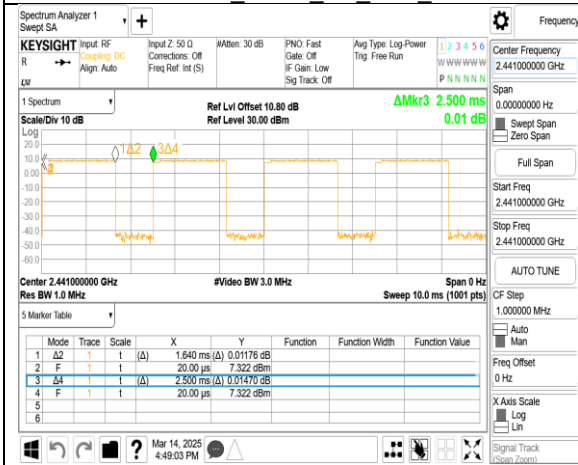 Spectrum Analyzer 1
Swept SA
+
Frequency
KEYSIGHT
R
Input: RF
Coupling: DC
Align: Auto
Input Z: 50 Ω
Corrections: Off
Freq Ref: Int (S)
#Atten: 30 dB
PNO: Fast
Gate: Off
IF Gain: Low
Sig Track: Off
Avg Type: Log-Power
Trig: Free Run
1 2 3 4 5 6
W W W W W W
P N N N N N
LXI
1 Spectrum
Scale/Div 10 dB
Ref Lvl Offset 10.80 dB
Ref Level 30.00 dBm
ΔMkr3 2.500 ms
0.01 dB
Log
20.0
10.0
0.00
-10.0
-20.0
-30.0
-40.0
-50.0
-60.0
1Δ2
3Δ4
Center 2.441000000 GHz
Res BW 1.0 MHz
#Video BW 3.0 MHz
Span 0 Hz
Sweep 10.0 ms (1001 pts)
5 Marker Table
Mode Trace Scale X Y Function Function Width Function Value
1 Δ2 1 t (Δ) 1.640 ms (Δ) 0.01176 dB
2 F 1 t 20.00 µs 7.322 dBm
3 Δ4 1 t (Δ) 2.500 ms (Δ) 0.01470 dB
4 F 1 t 20.00 µs 7.322 dBm
5
6
Mar 14, 2025
4:49:03 PM
?
Center Frequency
2.441000000 GHz
Span
0.00000000 Hz
Swept Span
Zero Span
Full Span
Start Freq
2.441000000 GHz
Stop Freq
2.441000000 GHz
AUTO TUNE
CF Step
1.000000 MHz
Auto
Man
Freq Offset
0 Hz
X Axis Scale
Log
Lin
Signal Track
(Span Zoom)